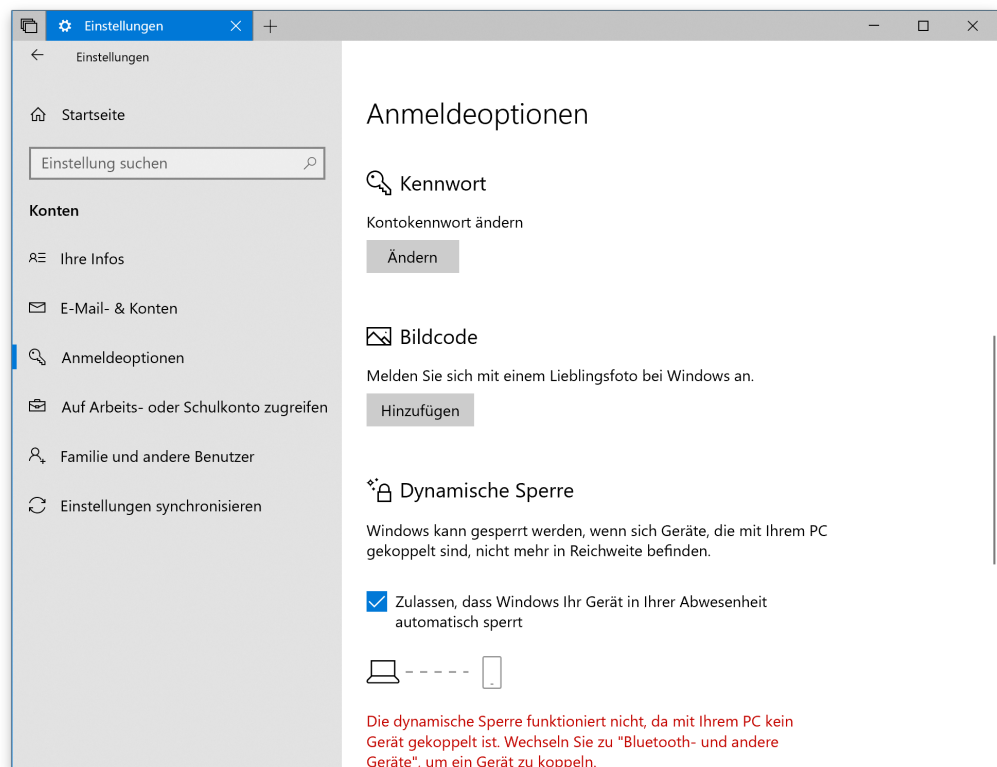 Einstellungen
Einstellungen
Startseite
Einstellung suchen
Konten
Ihre Infos
E-Mail- & Konten
Anmeldeoptionen
Auf Arbeits- oder Schulkonto zugreifen
Familie und andere Benutzer
Einstellungen synchronisieren
Anmeldeoptionen
Kennwort
Kontokennwort ändern
Ändern
Bildcode
Melden Sie sich mit einem Lieblingsfoto bei Windows an.
Hinzufügen
Dynamische Sperre
Windows kann gesperrt werden, wenn sich Geräte, die mit Ihrem PC
gekoppelt sind, nicht mehr in Reichweite befinden.
Zulassen, dass Windows Ihr Gerät in Ihrer Abwesenheit
automatisch sperrt
Die dynamische Sperre funktioniert nicht, da mit Ihrem PC kein
Gerät gekoppelt ist. Wechseln Sie zu "Bluetooth- und andere
Geräte", um ein Gerät zu koppeln.